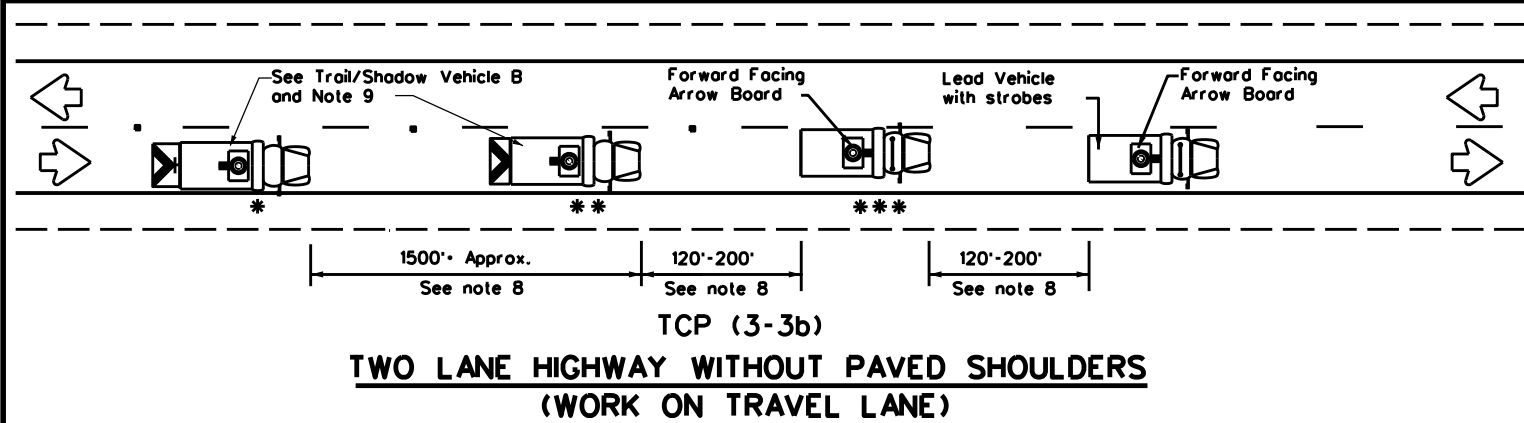 See Trail/Shadow Vehicle B
and Note 9
Forward Facing
Arrow Board
Lead Vehicle
with strobes
Forward Facing
Arrow Board
*
**
***
1500'+ Approx.
See note 8
120'-200'
See note 8
120'-200'
See note 8
TCP (3-3b)
TWO LANE HIGHWAY WITHOUT PAVED SHOULDERS
(WORK ON TRAVEL LANE)